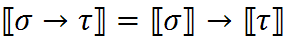 ⟦𝜎 → 𝜏⟧ = ⟦𝜎⟧ → ⟦𝜏⟧